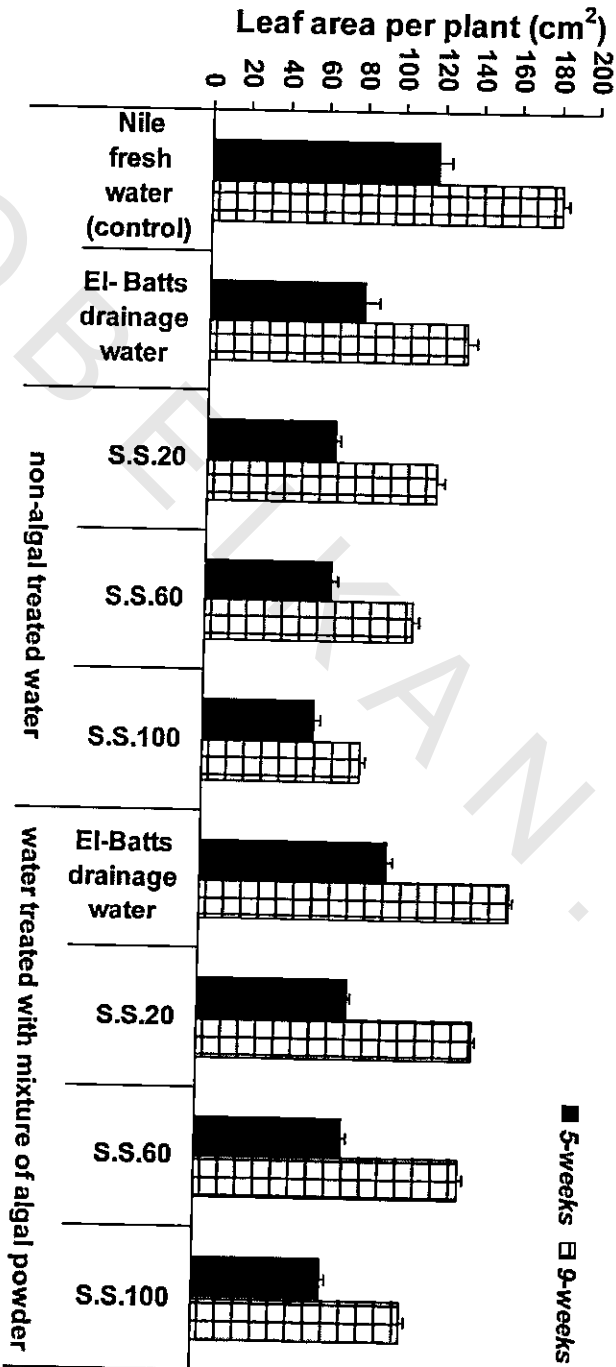 Leaf area per plant (cm²)
0 20 40 60 80 100 120 140 160 180 200
5-weeks 9-weeks
Nile
fresh
water
(control)
El- Batts
drainage
water
S.S.20
S.S.60
S.S.100
El-Batts
drainage
water
S.S.20
S.S.60
S.S.100
non-algal treated water
water treated with mixture of algal powder
OBEIKAN.